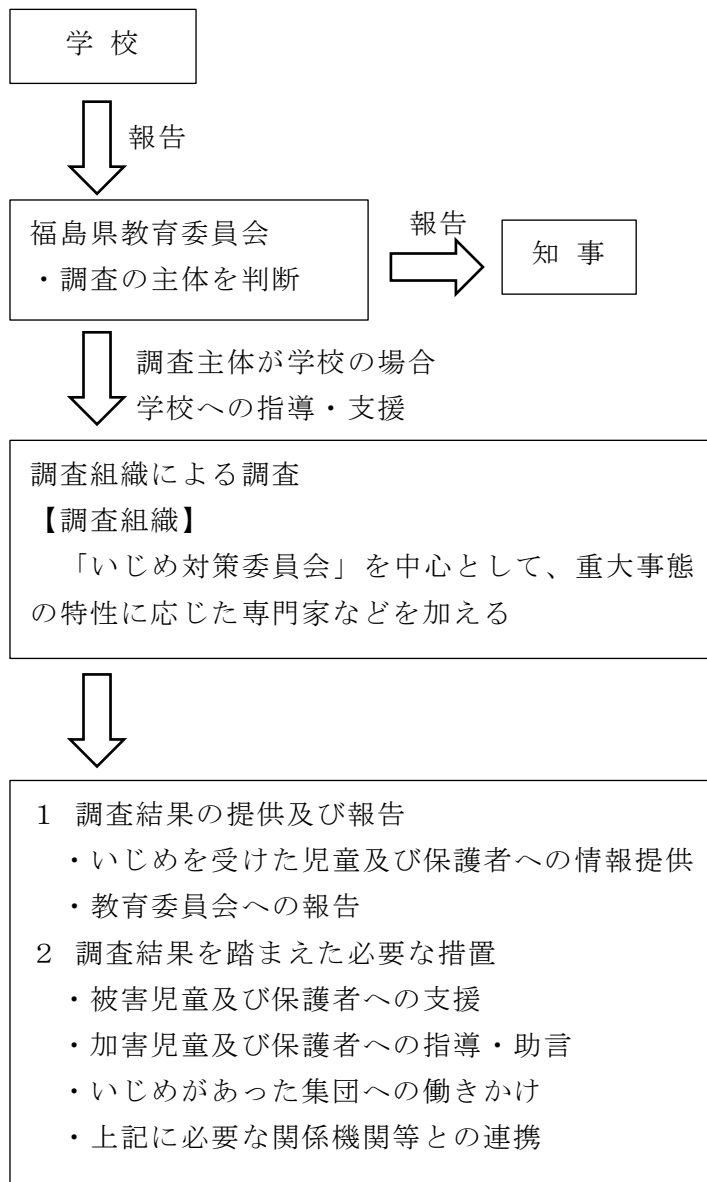 学 校
報告
福島県教育委員会
・調査の主体を判断
報告
知 事
調査主体が学校の場合
学校への指導・支援
調査組織による調査
【調査組織】
「いじめ対策委員会」を中心として、重大事態
の特性に応じた専門家などを加える
1 調査結果の提供及び報告
・いじめを受けた児童及び保護者への情報提供
・教育委員会への報告
2 調査結果を踏まえた必要な措置
・被害児童及び保護者への支援
・加害児童及び保護者への指導・助言
・いじめがあった集団への働きかけ
・上記に必要な関係機関等との連携